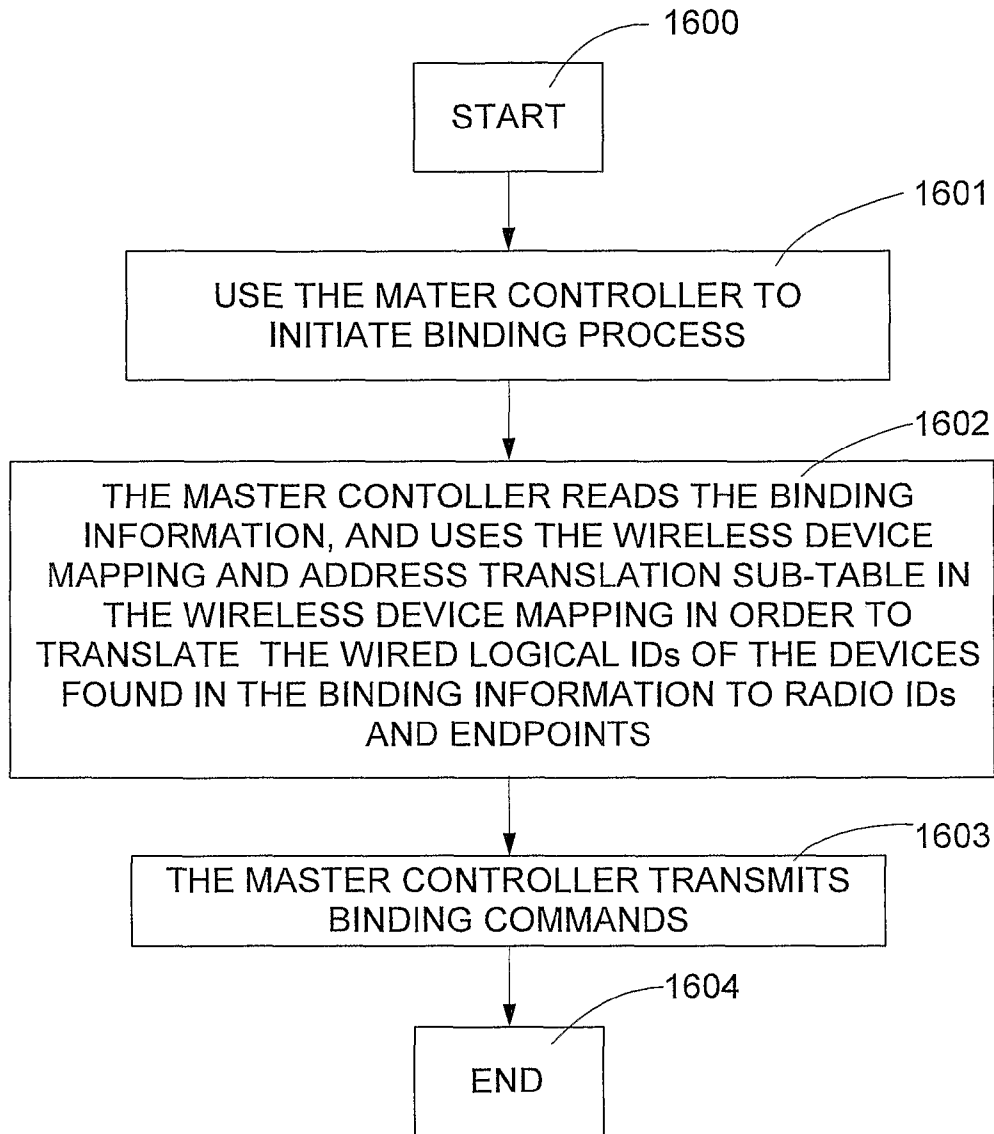 1600
START
1601
USE THE MATER CONTROLLER TO
INITIATE BINDING PROCESS
1602
THE MASTER CONTOLLER READS THE BINDING
INFORMATION, AND USES THE WIRELESS DEVICE
MAPPING AND ADDRESS TRANSLATION SUB-TABLE IN
THE WIRELESS DEVICE MAPPING IN ORDER TO
TRANSLATE THE WIRED LOGICAL IDs OF THE DEVICES
FOUND IN THE BINDING INFORMATION TO RADIO IDs
AND ENDPOINTS
1603
THE MASTER CONTROLLER TRANSMITS
BINDING COMMANDS
1604
END